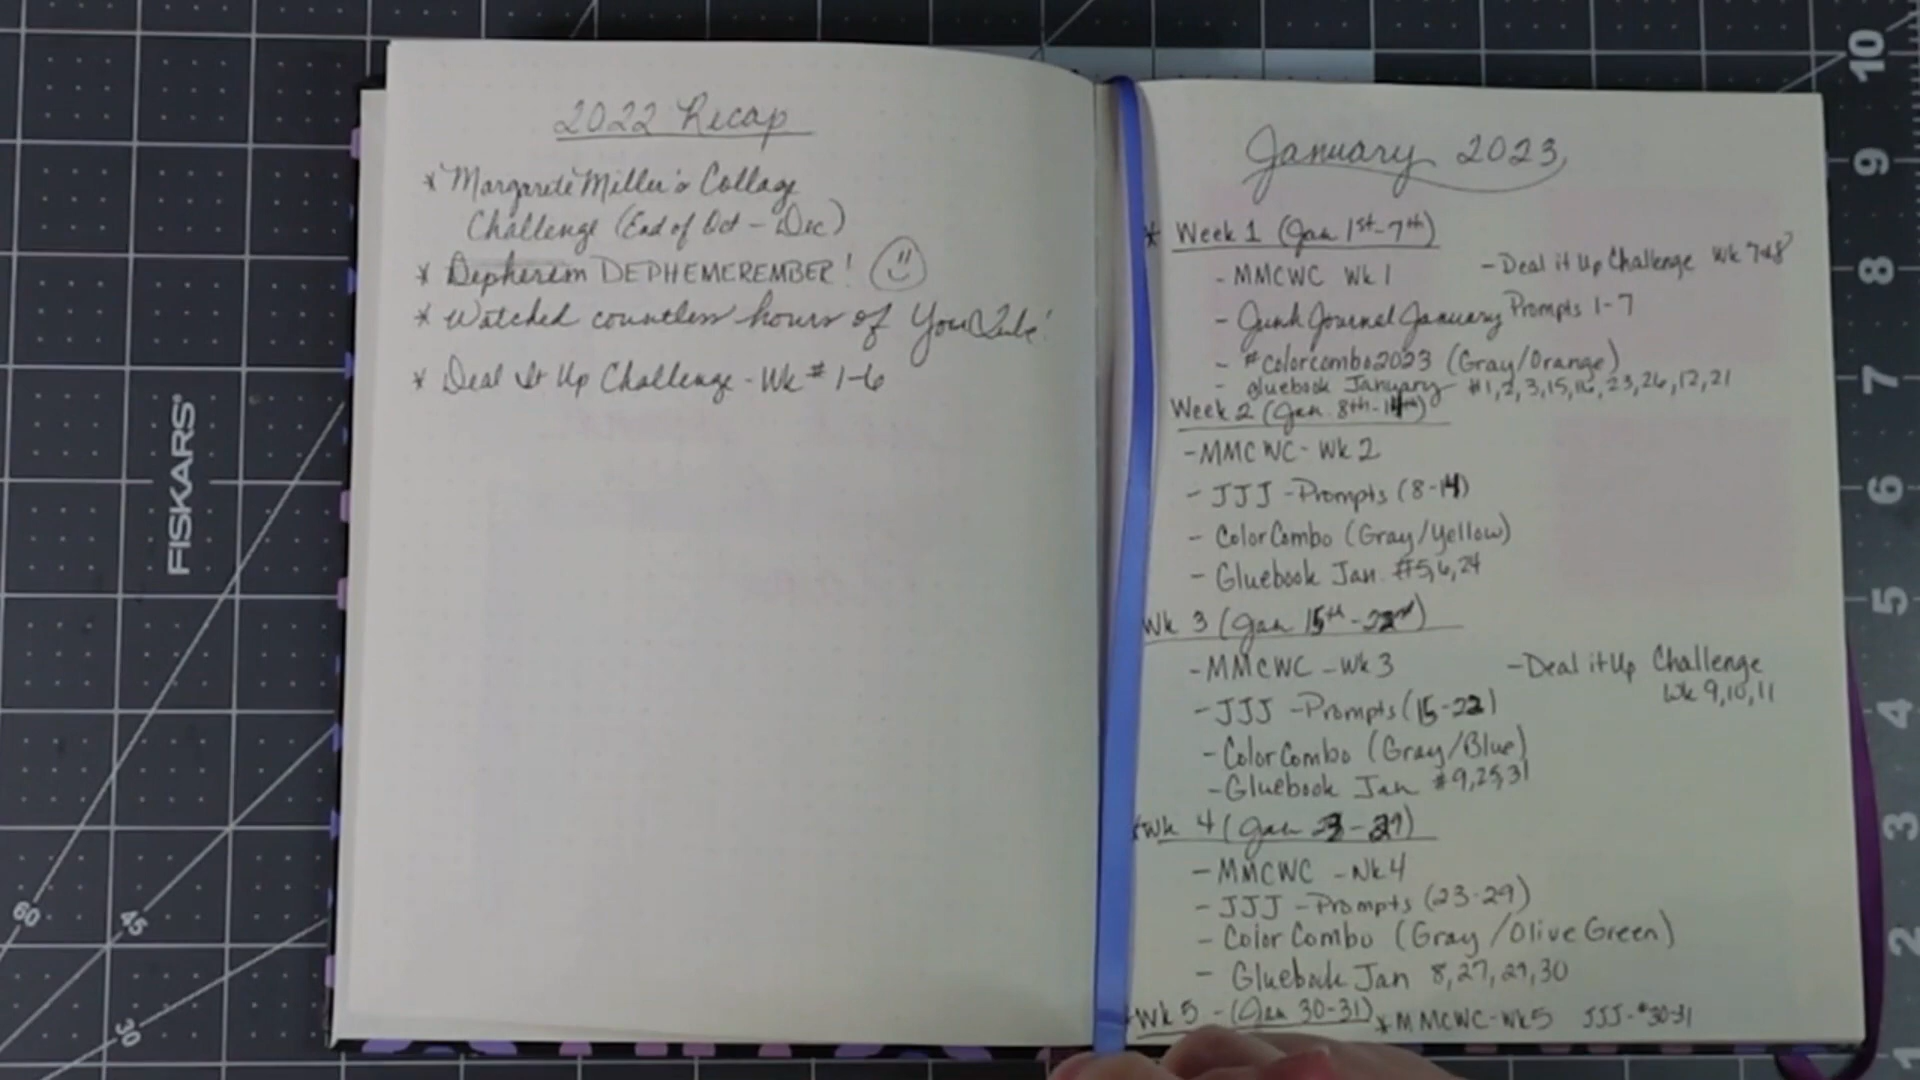 2022 Recap
* Margarete Miller's Collage
Challenge (End of Oct - Dec)
* DEPHEMEREMBER!
* Watched countless hours of YouTube!
* Deal It Up Challenge - Wk # 1-6
January 2023
* Week 1 (Jan 1st - 7th)
- MMCWC Wk 1
- Deal it Up Challenge Wk 7+8
- Junk Journal January Prompts 1-7
- #colorcombo2023 (Gray/Orange)
- gluebook January #1,2,3,15,16,23,26,12,21
Week 2 (Jan 8th-14th)
- MMCWC - Wk 2
- JJJ - Prompts (8-14)
- Color Combo (Gray/Yellow)
- Gluebook Jan. #5,6,24
Wk 3 (Jan 15th - 22nd)
- MMCWC - Wk 3
- Deal it Up Challenge
Wk 9,10,11
- JJJ - Prompts (15-22)
- Color Combo (Gray/Blue)
- Gluebook Jan #9,25,31
* Wk 4 (Jan 23 - 29)
- MMCWC - Wk 4
- JJJ - Prompts (23-29)
- Color Combo (Gray/Olive Green)
- Gluebook Jan 8,27,29,30
* Wk 5 - (Jan 30-31) * MMCWC - Wk 5 JJJ - #30-31
FISKARS®
60
45
30
10
9
8
7
6
5
4
3
2
1